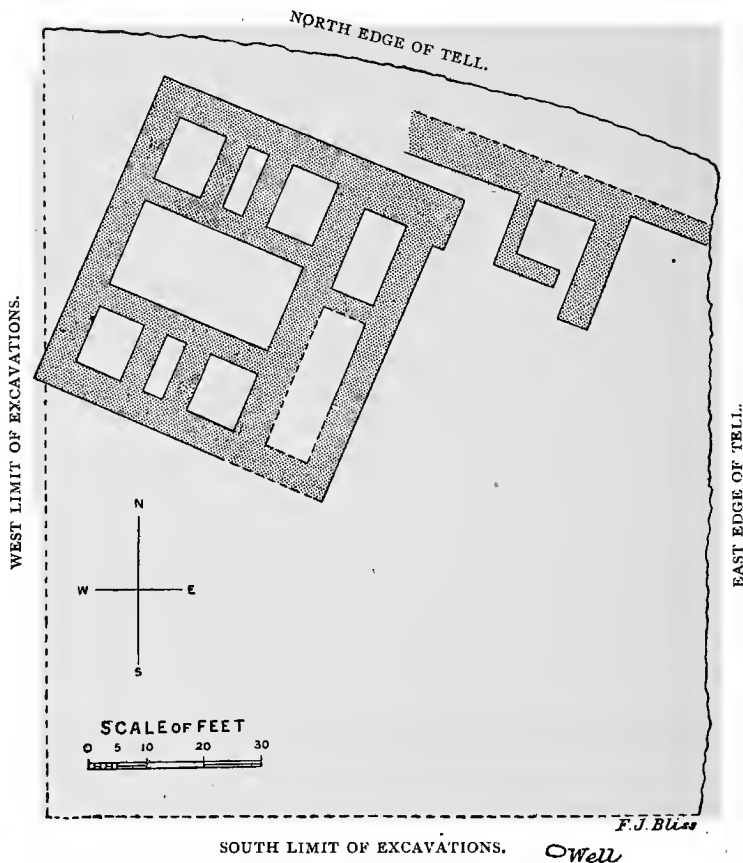 NORTH EDGE OF TELL.
WEST LIMIT OF EXCAVATIONS.
EAST EDGE OF TELL.
N
W E
S
SCALE OF FEET
0 5 10 20 30
F. J. Bliss
SOUTH LIMIT OF EXCAVATIONS.
Well